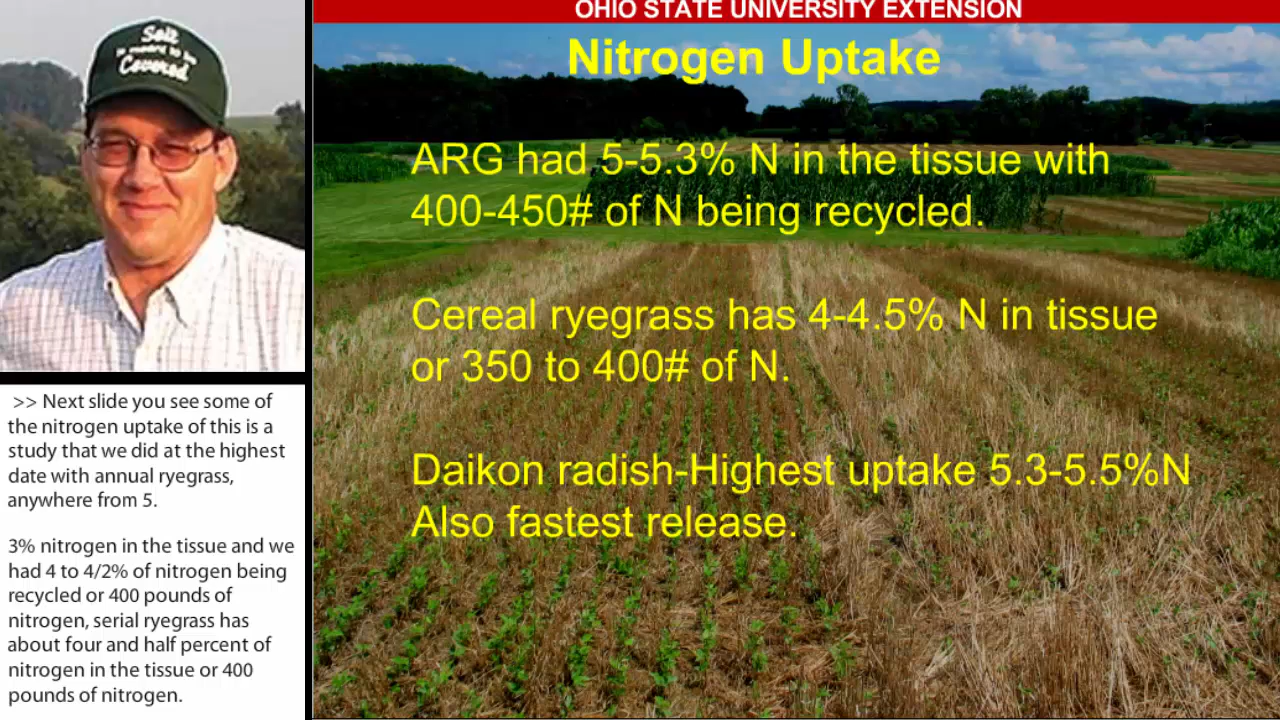 OHIO STATE UNIVERSITY EXTENSION
Nitrogen Uptake
ARG had 5-5.3% N in the tissue with
400-450# of N being recycled.
Cereal ryegrass has 4-4.5% N in tissue
or 350 to 400# of N.
Daikon radish-Highest uptake 5.3-5.5%N
Also fastest release.
Soil
is meant to be
Covered
>> Next slide you see some of
the nitrogen uptake of this is a
study that we did at the highest
date with annual ryegrass,
anywhere from 5.
3% nitrogen in the tissue and we
had 4 to 4/2% of nitrogen being
recycled or 400 pounds of
nitrogen, serial ryegrass has
about four and half percent of
nitrogen in the tissue or 400
pounds of nitrogen.